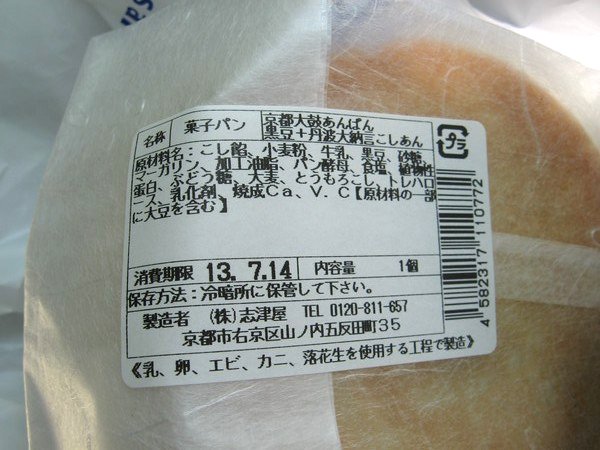 Sa
名称 菓子パン 京都大鼓あんぱん
黒豆+丹波大納言こしあん
プラ
原材料名:こし餡、小麦粉、牛乳、黒豆、砂糖、
マーガリン、加工油脂、パン酵母、食塩、植物性
蛋白、ぶどう糖、大麦、とうもろこし、トレハロ
ース、乳化剤、焼成Ca、V.C【原材料の一部
に大豆を含む】
消費期限 13.7.14 内容量 1個
保存方法:冷暗所に保管して下さい。
製造者 (株)志津屋 TEL 0120-811-657
京都市右京区山ノ内五反田町35
《乳、卵、エビ、カニ、落花生を使用する工程で製造》
4582317110772